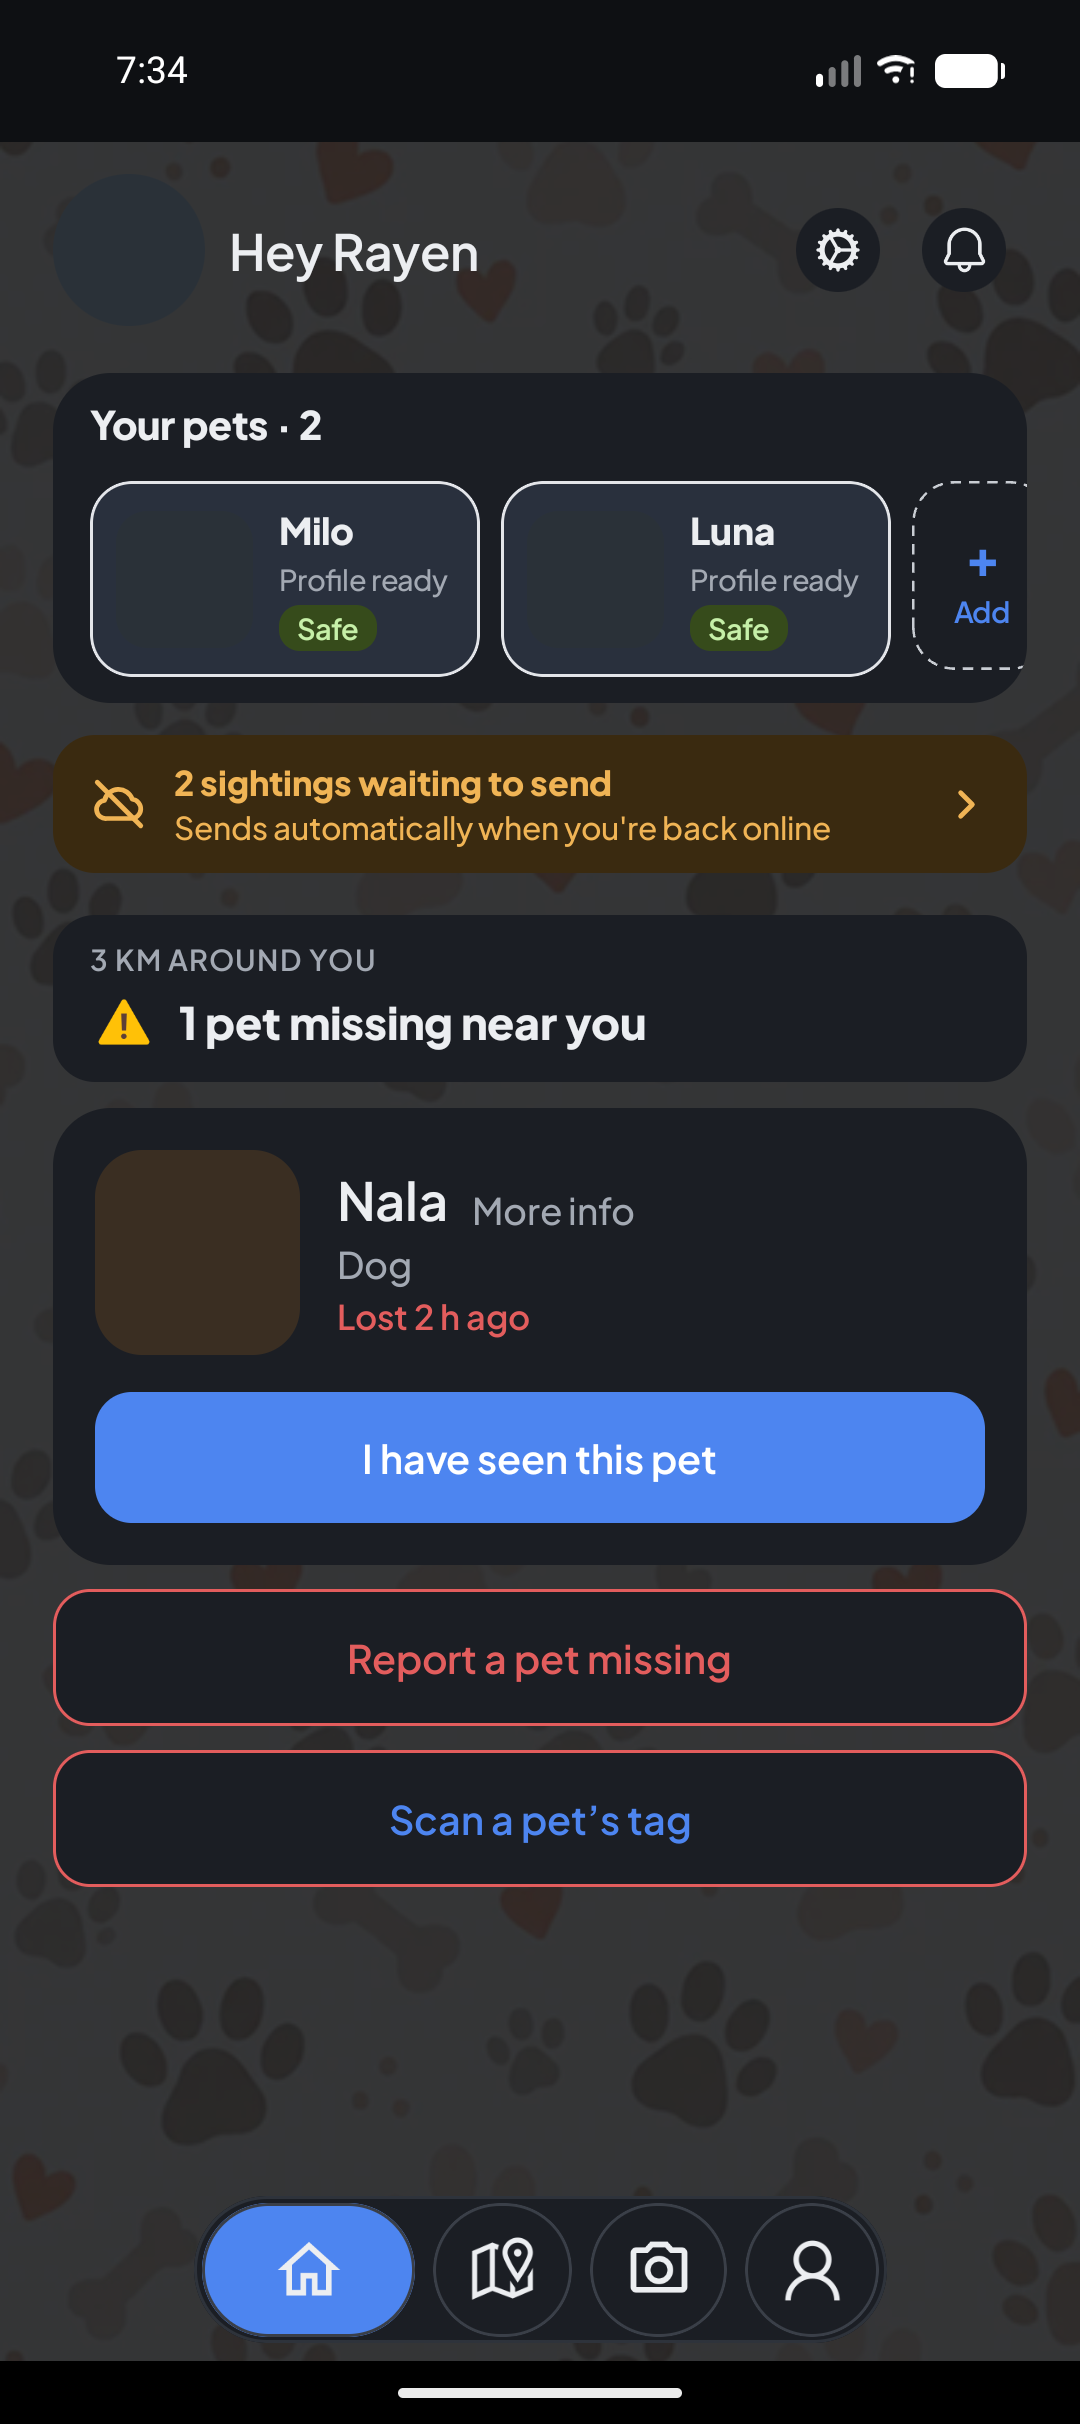 7:34
Hey Rayen
Your pets · 2
Milo
Profile ready
Safe
Luna
Profile ready
Safe
+
Add
2 sightings waiting to send
Sends automatically when you're back online
3 KM AROUND YOU
1 pet missing near you
Nala More info
Dog
Lost 2 h ago
I have seen this pet
Report a pet missing
Scan a pet’s tag